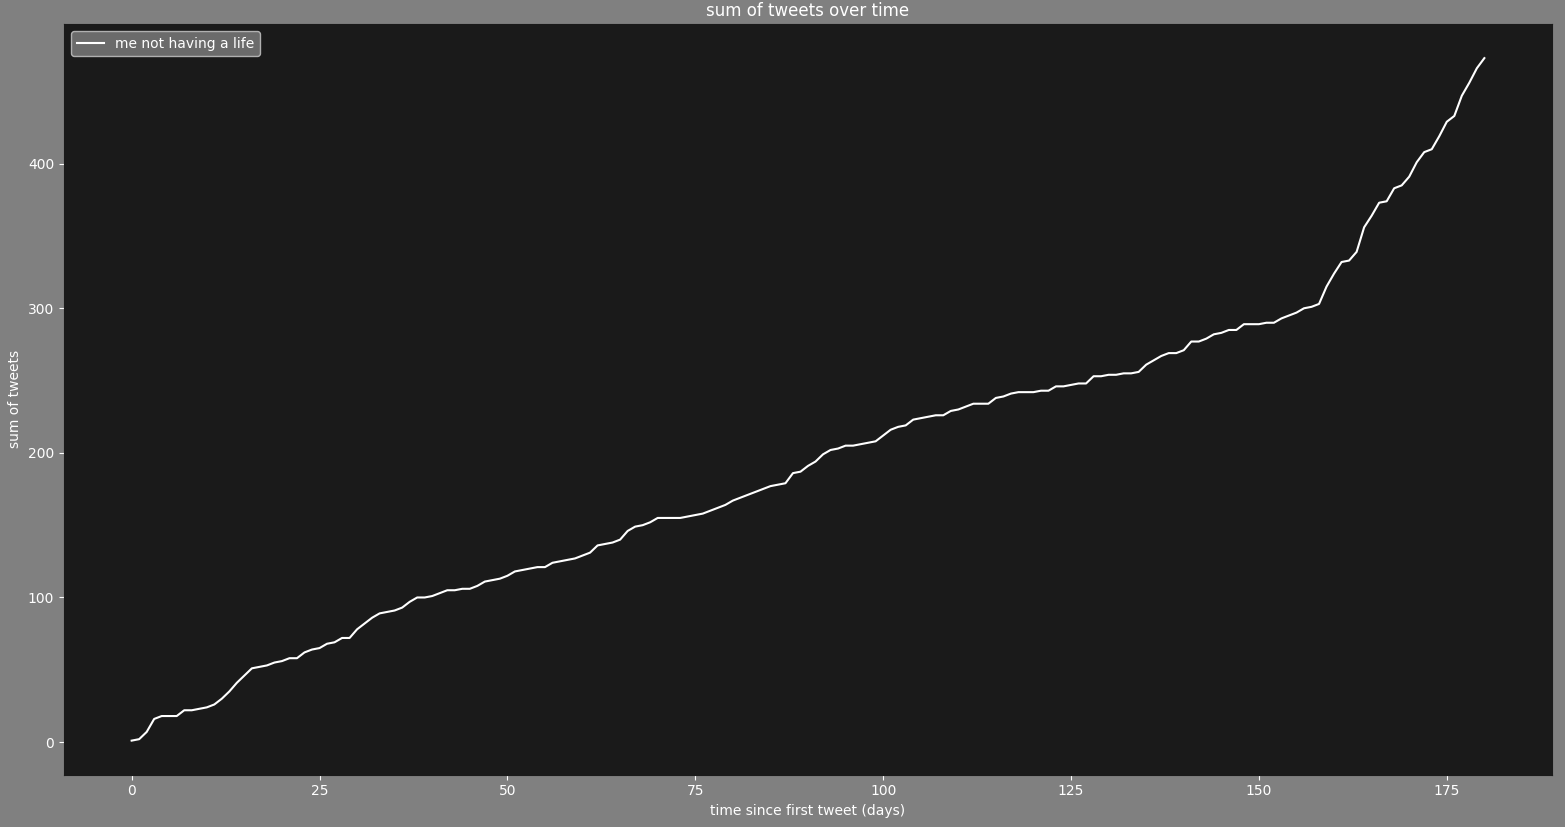 sum of tweets over time
me not having a life
400
300
200
100
0
sum of tweets
0 25 50 75 100 125 150 175
time since first tweet (days)